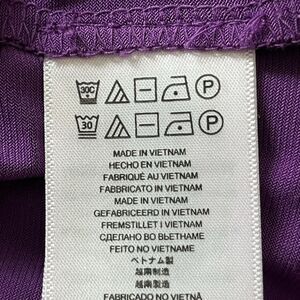 30C P
30 P
MADE IN VIETNAM
HECHO EN VIETNAM
FABRIQUÉ AU VIETNAM
FABBRICATO IN VIETNAM
MADE IN VIETNAM
GEFABRICEERD IN VIETNAM
FREMSTILLET I VIETNAM
СДЕЛАНО ВО ВЬЕТНАМЕ
FEITO NO VIETNAME
ベトナム製
越南制造
越南製造
FABRICADO NO VIETNÃ